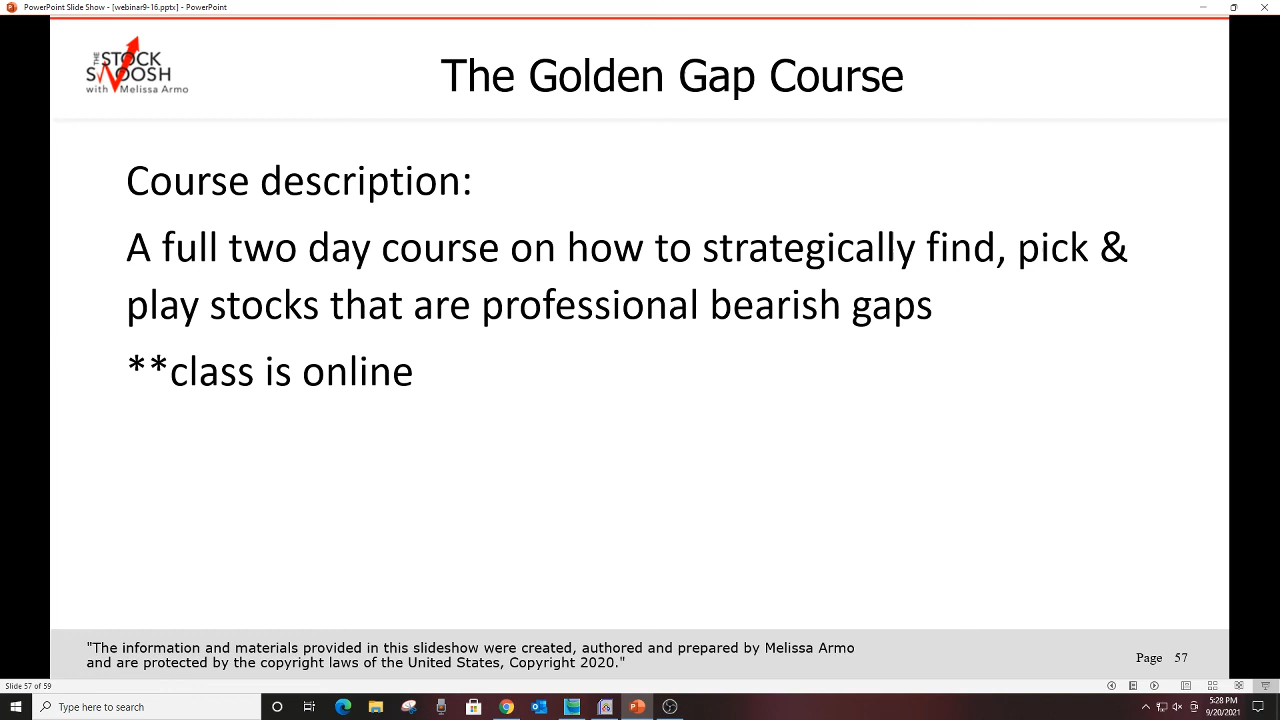 PowerPoint Slide Show - [webinar9-16.pptx] - PowerPoint
THE
STOCK
SWOOSH
with Melissa Armo
The Golden Gap Course
Course description:
A full two day course on how to strategically find, pick &
play stocks that are professional bearish gaps
**class is online
"The information and materials provided in this slideshow were created, authored and prepared by Melissa Armo
and are protected by the copyright laws of the United States, Copyright 2020."
Page 57
Slide 57 of 59
Type here to search
5:28 PM
9/20/2021